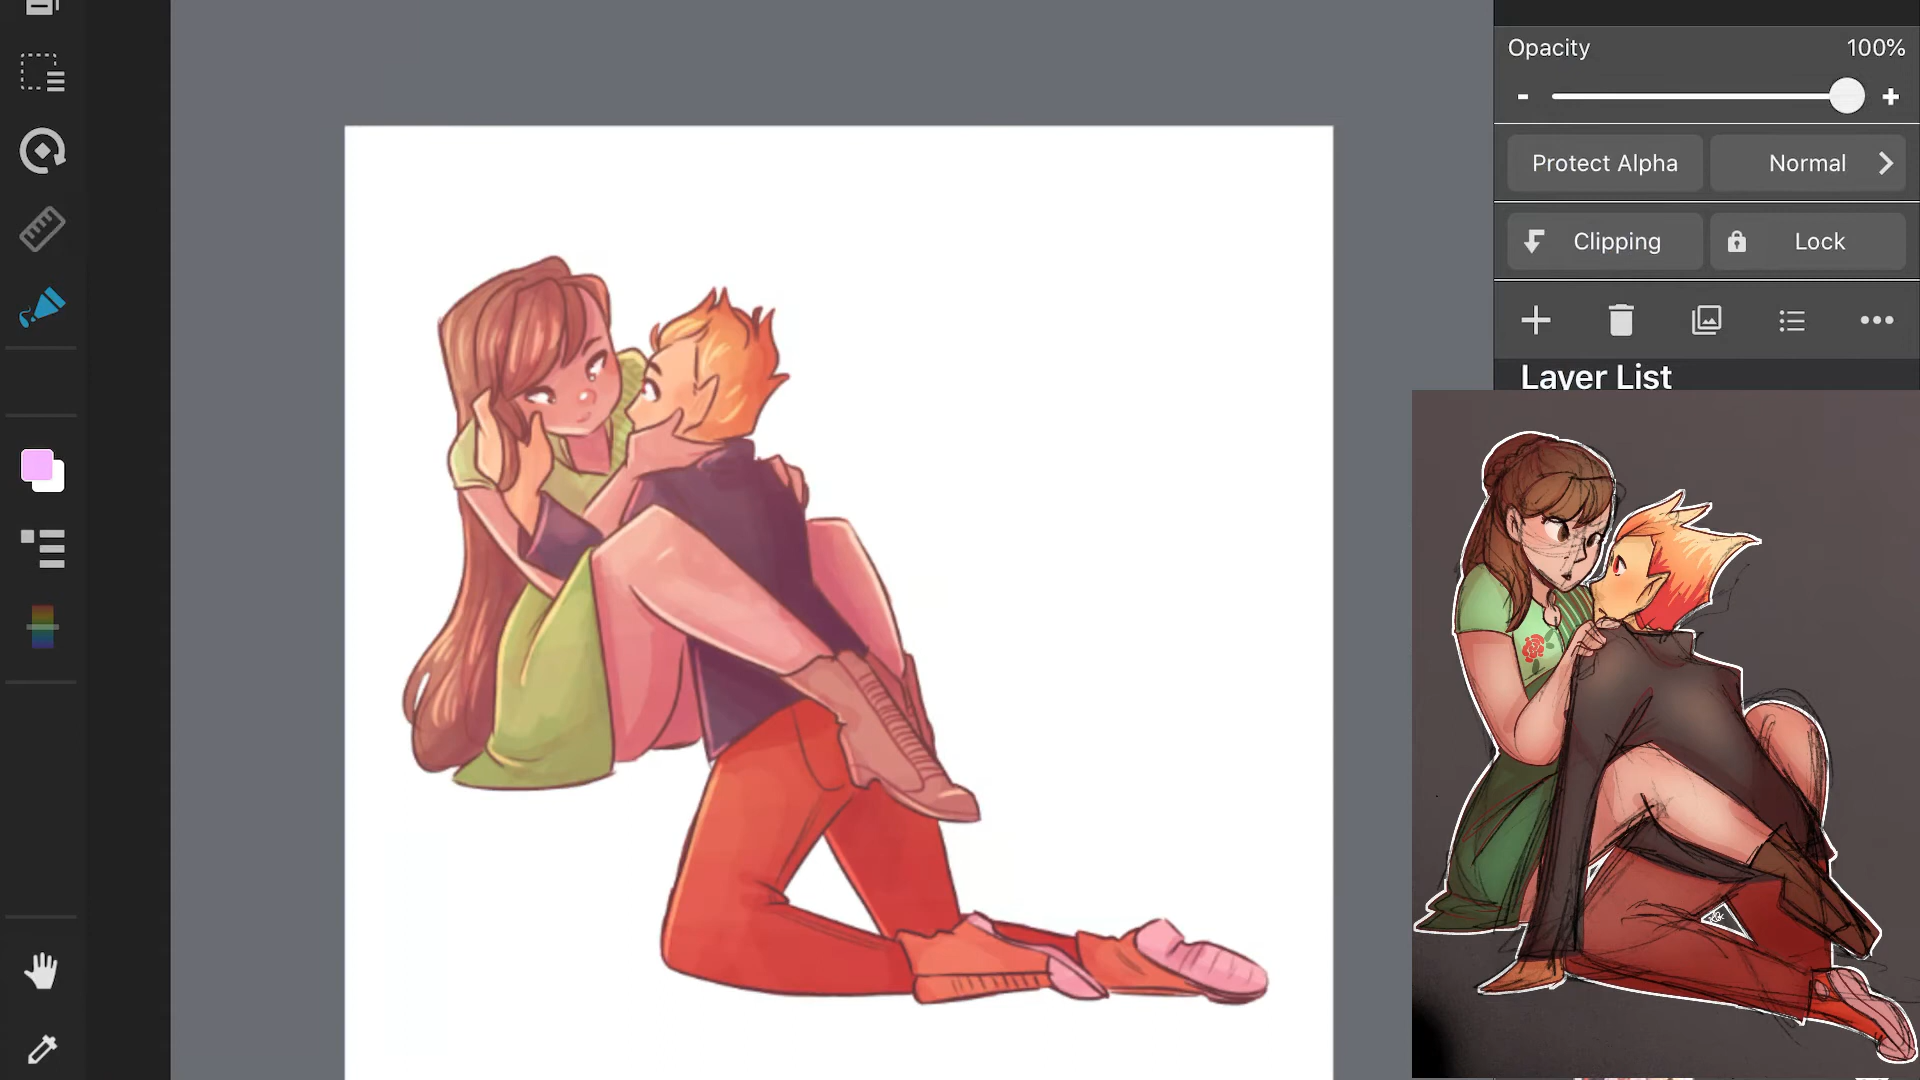 Opacity 100%
- +
Protect Alpha Normal
Clipping Lock
Layer List